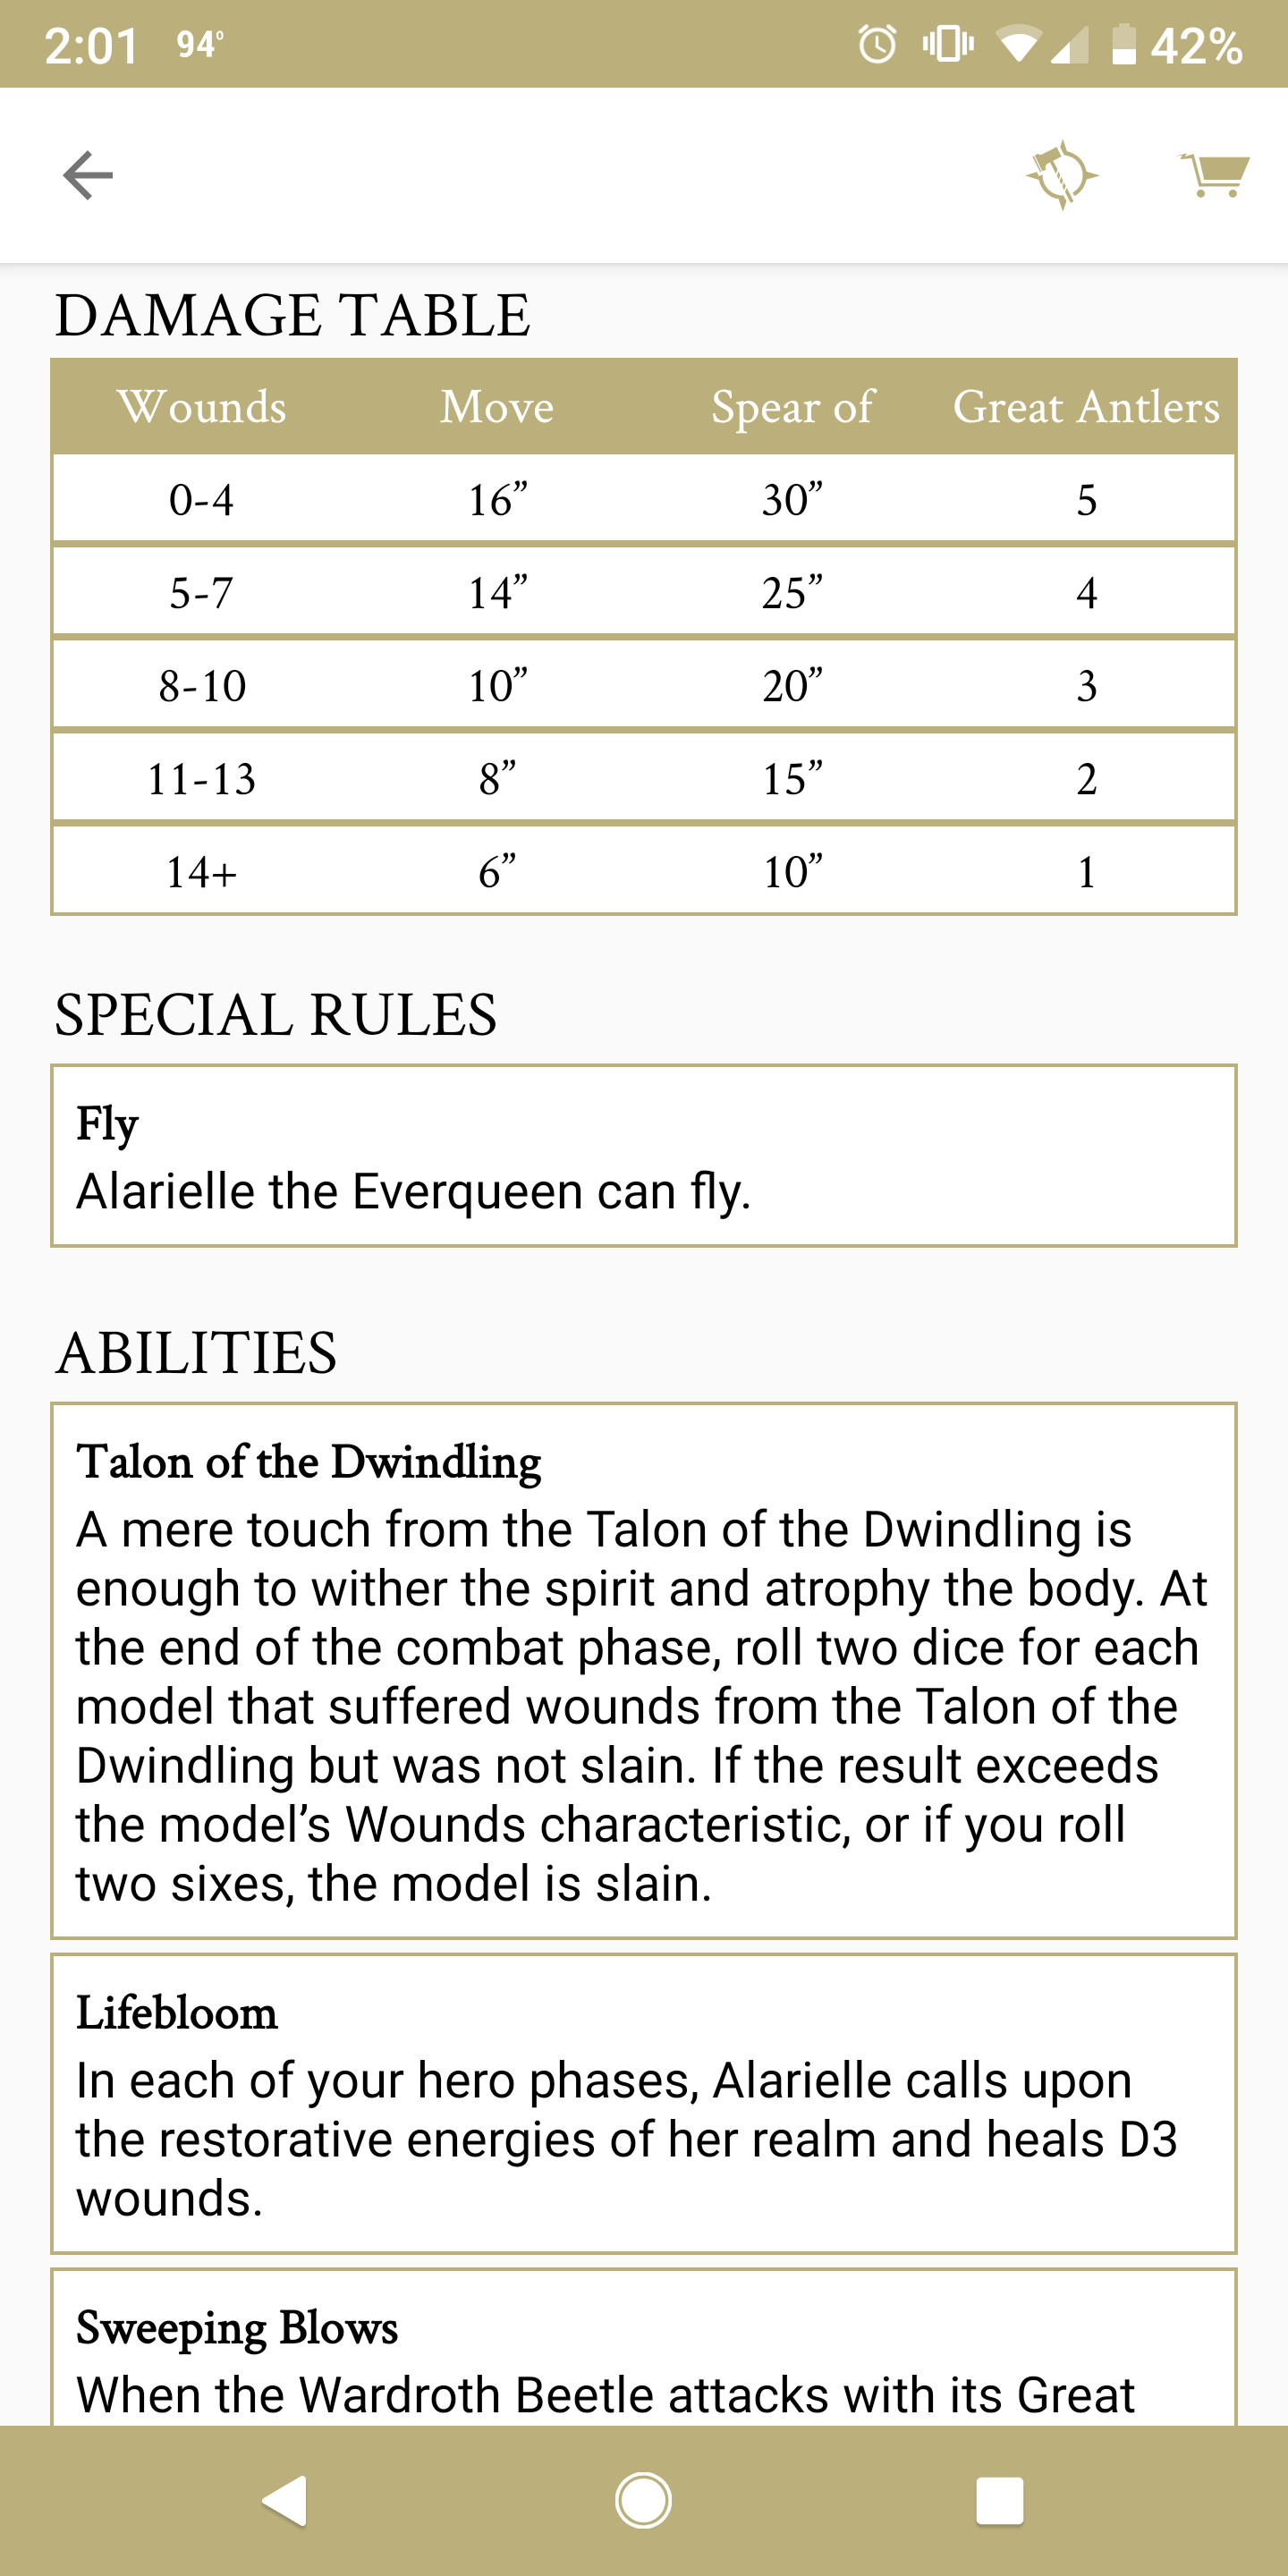 2:01 94° 42%
DAMAGE TABLE
Wounds Move Spear of Great Antlers
0-4 16” 30” 5
5-7 14” 25” 4
8-10 10” 20” 3
11-13 8” 15” 2
14+ 6” 10” 1
SPECIAL RULES
Fly
Alarielle the Everqueen can fly.
ABILITIES
Talon of the Dwindling
A mere touch from the Talon of the Dwindling is
enough to wither the spirit and atrophy the body. At
the end of the combat phase, roll two dice for each
model that suffered wounds from the Talon of the
Dwindling but was not slain. If the result exceeds
the model’s Wounds characteristic, or if you roll
two sixes, the model is slain.
Lifebloom
In each of your hero phases, Alarielle calls upon
the restorative energies of her realm and heals D3
wounds.
Sweeping Blows
When the Wardroth Beetle attacks with its Great